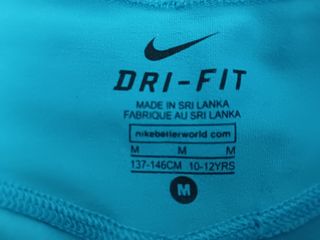 DRI-FIT
MADE IN SRI LANKA
FABRIQUE AU SRI LANKA
nikebetterworld.com
M M M
137-146CM 10-12YRS
M